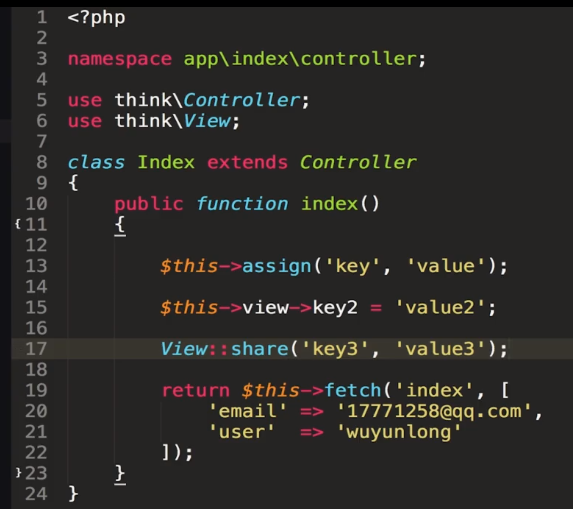 1 <?php
2
3 namespace app\index\controller;
4
5 use think\Controller;
6 use think\View;
7
8 class Index extends Controller
9 {
10     public function index()
11     {
12
13         $this->assign('key', 'value');
14
15         $this->view->key2 = 'value2';
16
17         View::share('key3', 'value3');
18
19         return $this->fetch('index', [
20             'email' => '17771258@qq.com',
21             'user'  => 'wuyunlong'
22         ]);
23     }
24 }